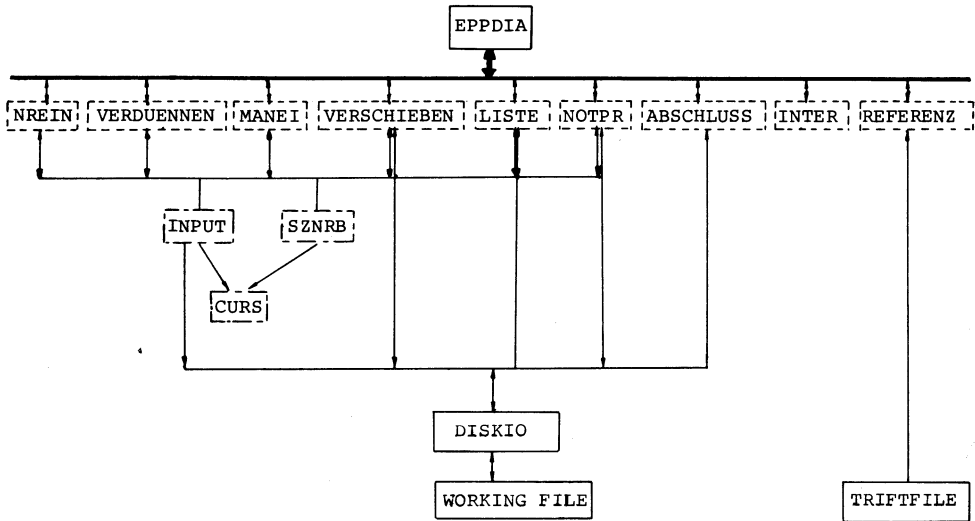 EPPDIA
NREIN VERDUENNEN MANEI VERSCHIEBEN LISTE NOTPR ABSCHLUSS INTER REFERENZ
INPUT SZNRB
CURS
DISKIO
WORKING FILE TRIFTFILE